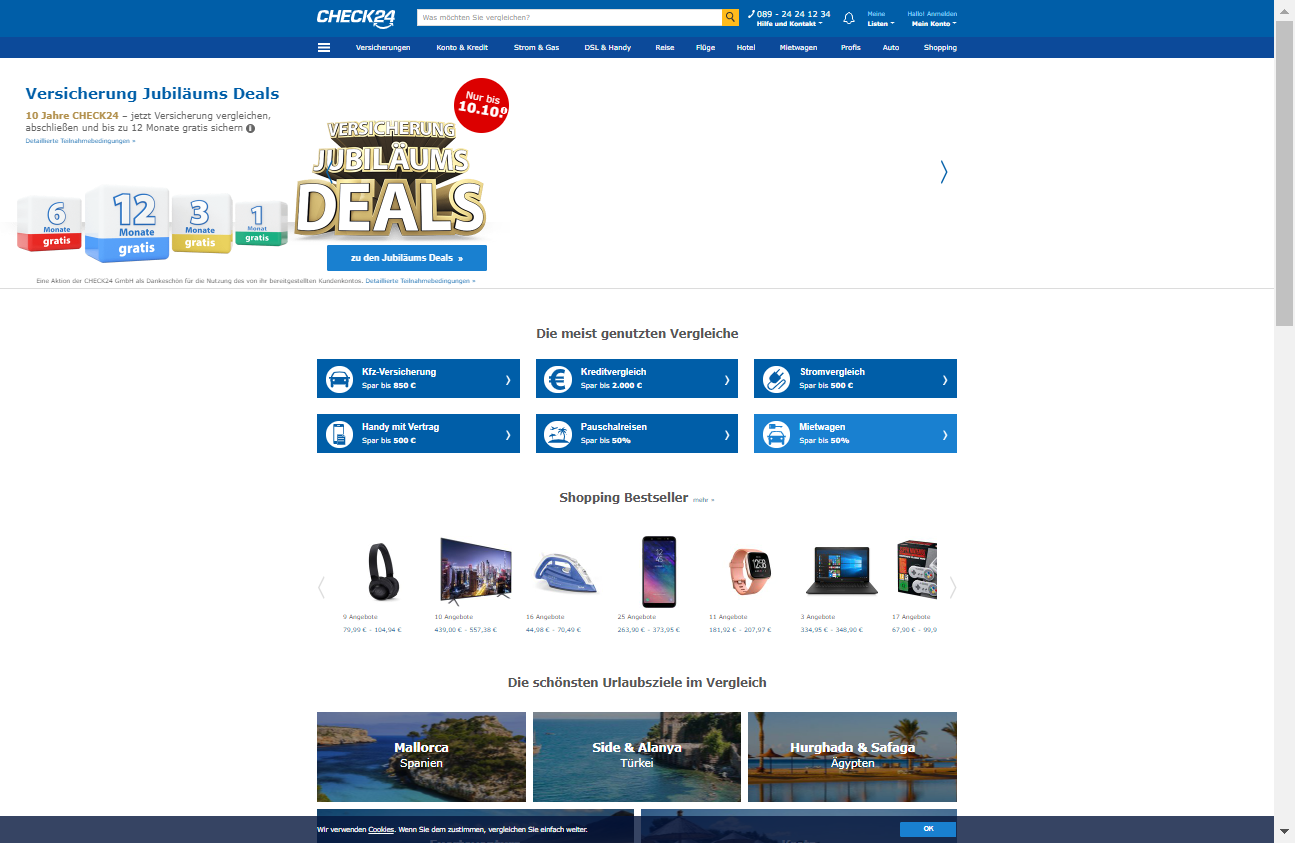 CHECK24
Was möchten Sie vergleichen?
089 - 24 24 12 34
Hilfe und Kontakt
Meine
Listen
Hallo! Anmelden
Mein Konto
Versicherungen
Konto & Kredit
Strom & Gas
DSL & Handy
Reise
Flüge
Hotel
Mietwagen
Profis
Auto
Shopping
Versicherung Jubiläums Deals
10 Jahre CHECK24 – jetzt Versicherung vergleichen,
abschließen und bis zu 12 Monate gratis sichern
Detaillierte Teilnahmebedingungen »
Nur bis
10.10.
VERSICHERUNG
JUBILÄUMS
DEALS
6
Monate
gratis
12
Monate
gratis
3
Monate
gratis
1
Monat
gratis
zu den Jubiläums Deals »
Eine Aktion der CHECK24 GmbH als Dankeschön für die Nutzung des von ihr bereitgestellten Kundenkontos. Detaillierte Teilnahmebedingungen »
Die meist genutzten Vergleiche
Kfz-Versicherung
Spar bis 850 €
Kreditvergleich
Spar bis 2.000 €
Stromvergleich
Spar bis 500 €
Handy mit Vertrag
Spar bis 500 €
Pauschalreisen
Spar bis 50%
Mietwagen
Spar bis 50%
Shopping Bestseller mehr »
9 Angebote
79,99 € - 104,94 €
10 Angebote
439,00 € - 557,38 €
16 Angebote
44,98 € - 70,49 €
25 Angebote
263,90 € - 373,95 €
11 Angebote
181,92 € - 207,97 €
3 Angebote
334,95 € - 348,90 €
17 Angebote
67,90 € - 99,9
Die schönsten Urlaubsziele im Vergleich
Mallorca
Spanien
Side & Alanya
Türkei
Hurghada & Safaga
Ägypten
Wir verwenden Cookies. Wenn Sie dem zustimmen, vergleichen Sie einfach weiter.
OK